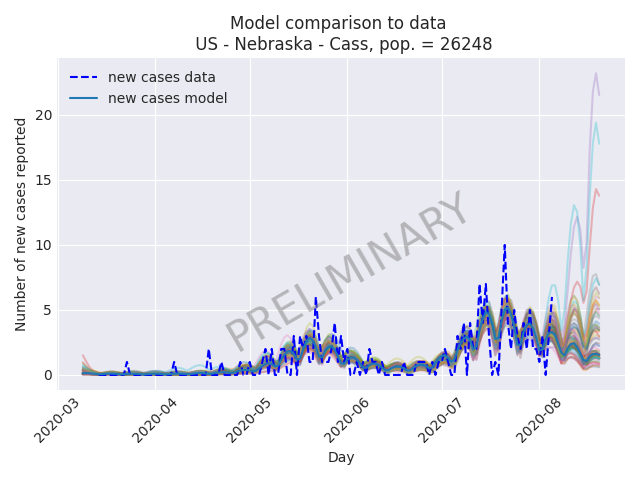 Model comparison to data
US - Nebraska - Cass, pop. = 26248
new cases data
new cases model
Number of new cases reported
20
15
10
5
0
PRELIMINARY
2020-03
2020-04
2020-05
2020-06
2020-07
2020-08
Day